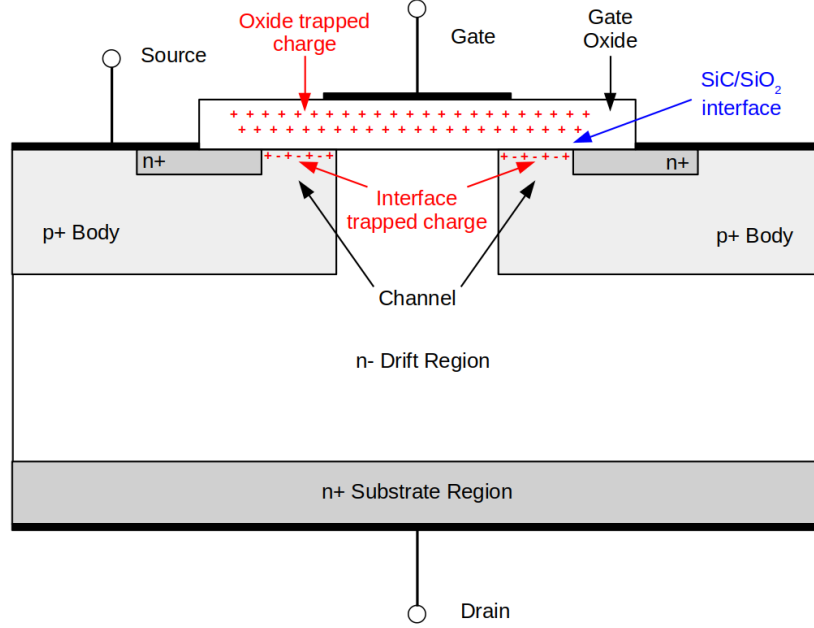 Oxide trapped
charge
Gate
Gate
Oxide
Source
SiC/SiO₂
interface
+ + + + + + + + + + + + + + + + + + + + + +
+ + + + + + + + + + + + + + + + + + + + + +
n+
+-+-+-+
+-+-+-+
n+
Interface
trapped charge
p+ Body
p+ Body
Channel
n- Drift Region
n+ Substrate Region
Drain